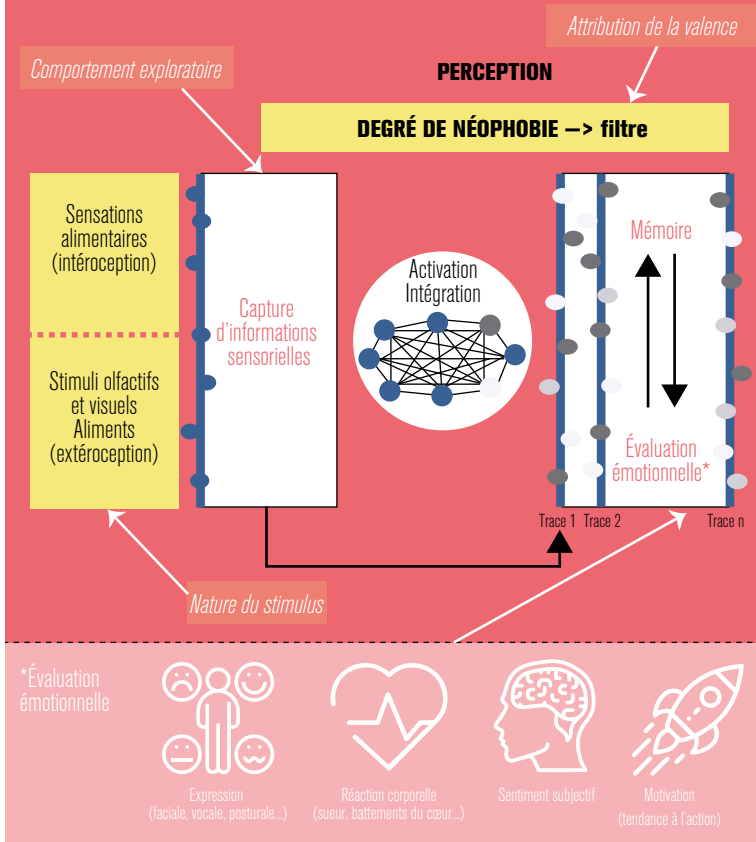 Attribution de la valence
Comportement exploratoire
PERCEPTION
DEGRÉ DE NÉOPHOBIE —> filtre
Sensations
alimentaires
(intéroception)
Stimuli olfactifs
et visuels
Aliments
(extéroception)
Capture
d'informations
sensorielles
Activation
Intégration
Mémoire
Évaluation
émotionnelle*
Trace 1
Trace 2
Trace n
Nature du stimulus
*Évaluation
émotionnelle
Expression
(faciale, vocale, posturale...)
Réaction corporelle
(sueur, battements du cœur...)
Sentiment subjectif
Motivation
(tendance à l'action)